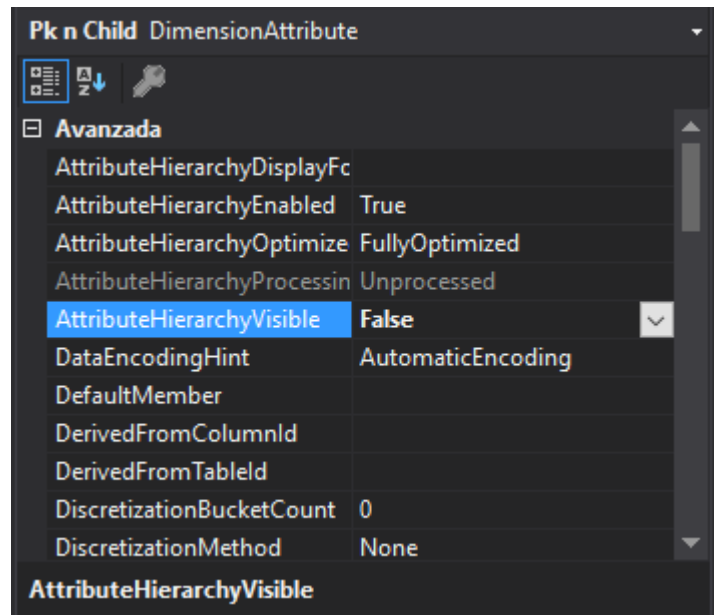 Pk n Child DimensionAttribute
Avanzada
AttributeHierarchyDisplayFc
AttributeHierarchyEnabled True
AttributeHierarchyOptimize FullyOptimized
AttributeHierarchyProcessin Unprocessed
AttributeHierarchyVisible False
DataEncodingHint AutomaticEncoding
DefaultMember
DerivedFromColumnId
DerivedFromTableId
DiscretizationBucketCount 0
DiscretizationMethod None
AttributeHierarchyVisible